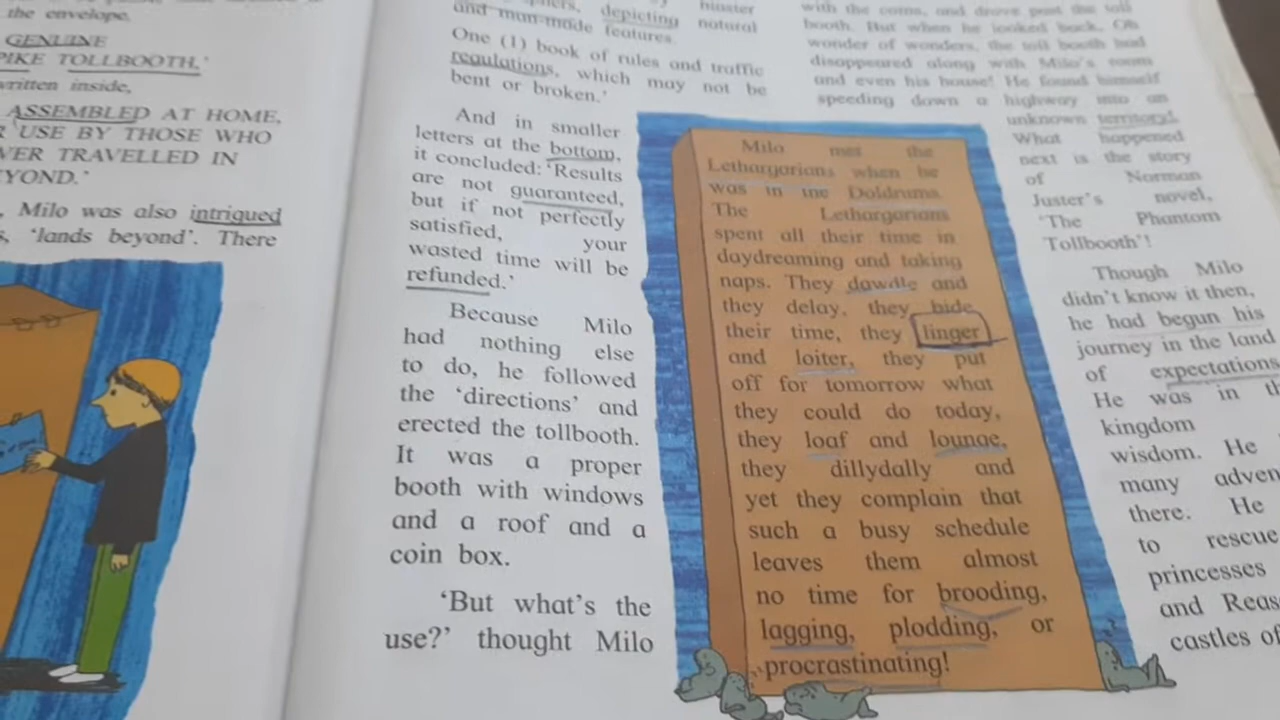 the envelope.
GENUINE
PIKE TOLLBOOTH,'
written inside,
ASSEMBLED AT HOME,
USE BY THOSE WHO
VER TRAVELLED IN
YOND.'
, Milo was also intrigued
s, 'lands beyond'. There
depicting natural
and man-made features.
One (1) book of rules and traffic
regulations, which may not be
bent or broken.'
And in smaller
letters at the bottom,
it concluded: 'Results
are not guaranteed,
but if not perfectly
satisfied, your
wasted time will be
refunded.'
Because Milo
had nothing else
to do, he followed
the 'directions' and
erected the tollbooth.
It was a proper
booth with windows
and a roof and a
coin box.
'But what's the
use?' thought Milo
Milo met the
Lethargarians when he
was in the Doldrums.
The Lethargarians
spent all their time in
daydreaming and taking
naps. They dawdle and
they delay, they bide
their time, they linger
and loiter, they put
off for tomorrow what
they could do today,
they loaf and lounge,
they dillydally and
yet they complain that
such a busy schedule
leaves them almost
no time for brooding,
lagging, plodding, or
procrastinating!
with the coins, and drove past the toll
booth. But when he looked back, Oh
wonder of wonders, the toll booth had
disappeared along with Milo's room
and even his house! He found himself
speeding down a highway into an
unknown territory!
What happened
next is the story
of Norman
Juster's novel,
'The Phantom
Tollbooth'!
Though Milo
didn't know it then,
he had begun his
journey in the land
of expectations
He was in th
kingdom
wisdom. He
many adven
there. He
to rescue
princesses
and Reas
castles of